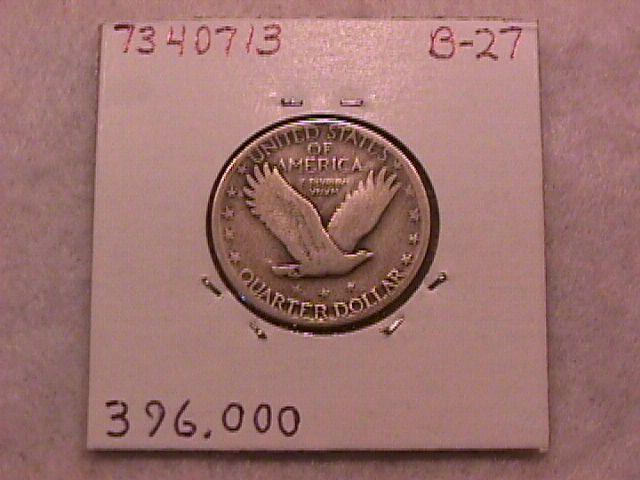 7340713 B-27
UNITED STATES
OF
AMERICA
E PLURIBUS
UNUM
QUARTER DOLLAR
396.000